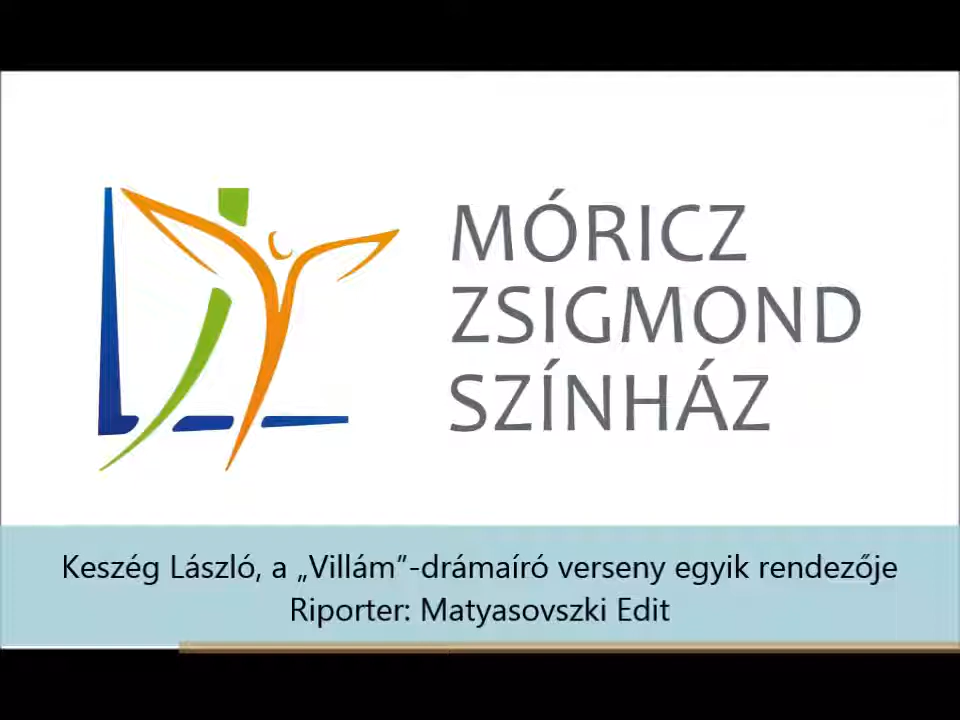 MÓRICZ
ZSIGMOND
SZÍNHÁZ
Keszég László, a „Villám”-drámaíró verseny egyik rendezője
Riporter: Matyasovszki Edit